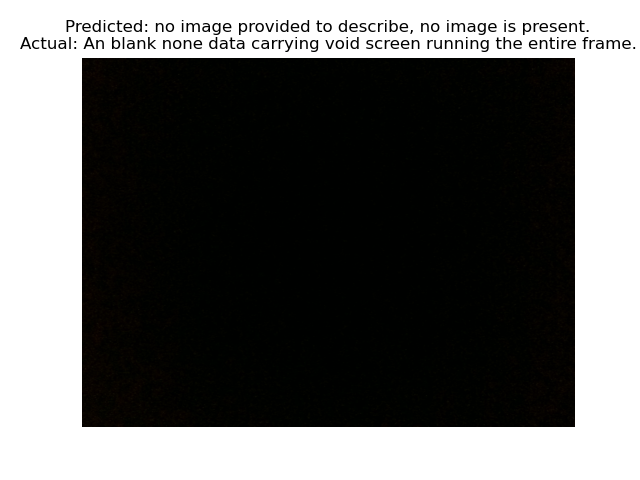 Predicted: no image provided to describe, no image is present.
Actual: An blank none data carrying void screen running the entire frame.